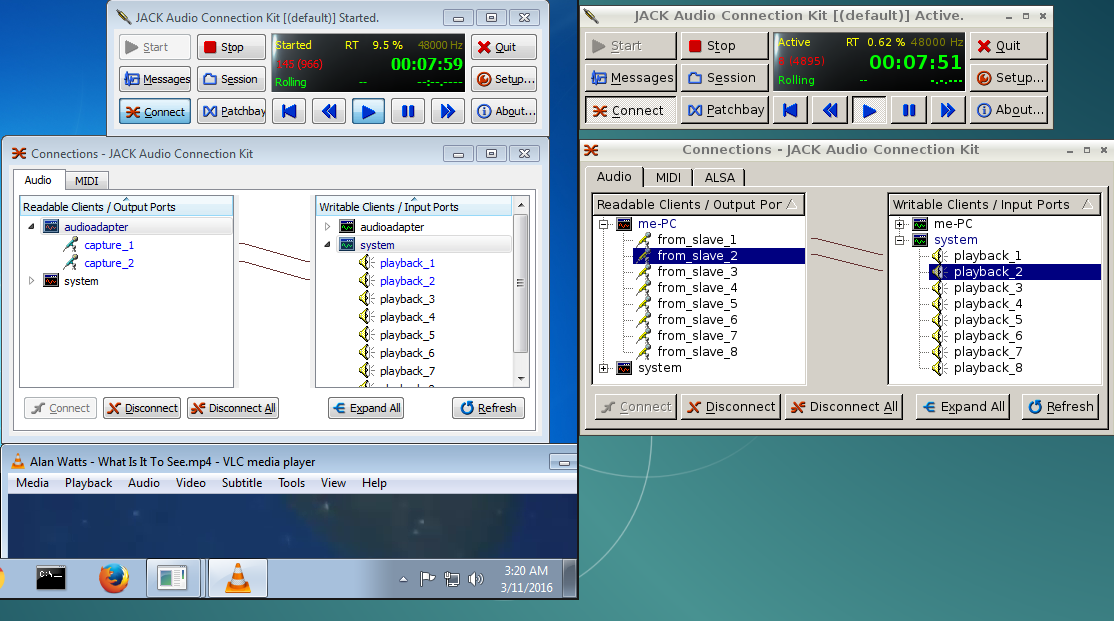 JACK Audio Connection Kit [(default)] Started.
Start
Stop
Started
RT
9.5 %
48000 Hz
145 (966)
00:07:59
Rolling
--
--:--.----
Quit
Messages
Session
Setup...
Connect
Patchbay
About...
Connections - JACK Audio Connection Kit
Audio
MIDI
Readable Clients / Output Ports
audioadapter
capture_1
capture_2
system
Writable Clients / Input Ports
audioadapter
system
playback_1
playback_2
playback_3
playback_4
playback_5
playback_6
playback_7
Connect
Disconnect
Disconnect All
Expand All
Refresh
Alan Watts - What Is It To See.mp4 - VLC media player
Media Playback Audio Video Subtitle Tools View Help
C:\
3:20 AM
3/11/2016
JACK Audio Connection Kit [(default)] Active.
Start
Stop
Active
RT
0.62 %
48000 Hz
(4895)
00:07:51
Rolling
--
-.-.---
Quit
Messages
Session
Setup...
Connect
Patchbay
About...
Connections - JACK Audio Connection Kit
Audio
MIDI
ALSA
Readable Clients / Output Por
me-PC
from_slave_1
from_slave_2
from_slave_3
from_slave_4
from_slave_5
from_slave_6
from_slave_7
from_slave_8
system
Writable Clients / Input Ports
me-PC
system
playback_1
playback_2
playback_3
playback_4
playback_5
playback_6
playback_7
playback_8
Connect
Disconnect
Disconnect All
Expand All
Refresh